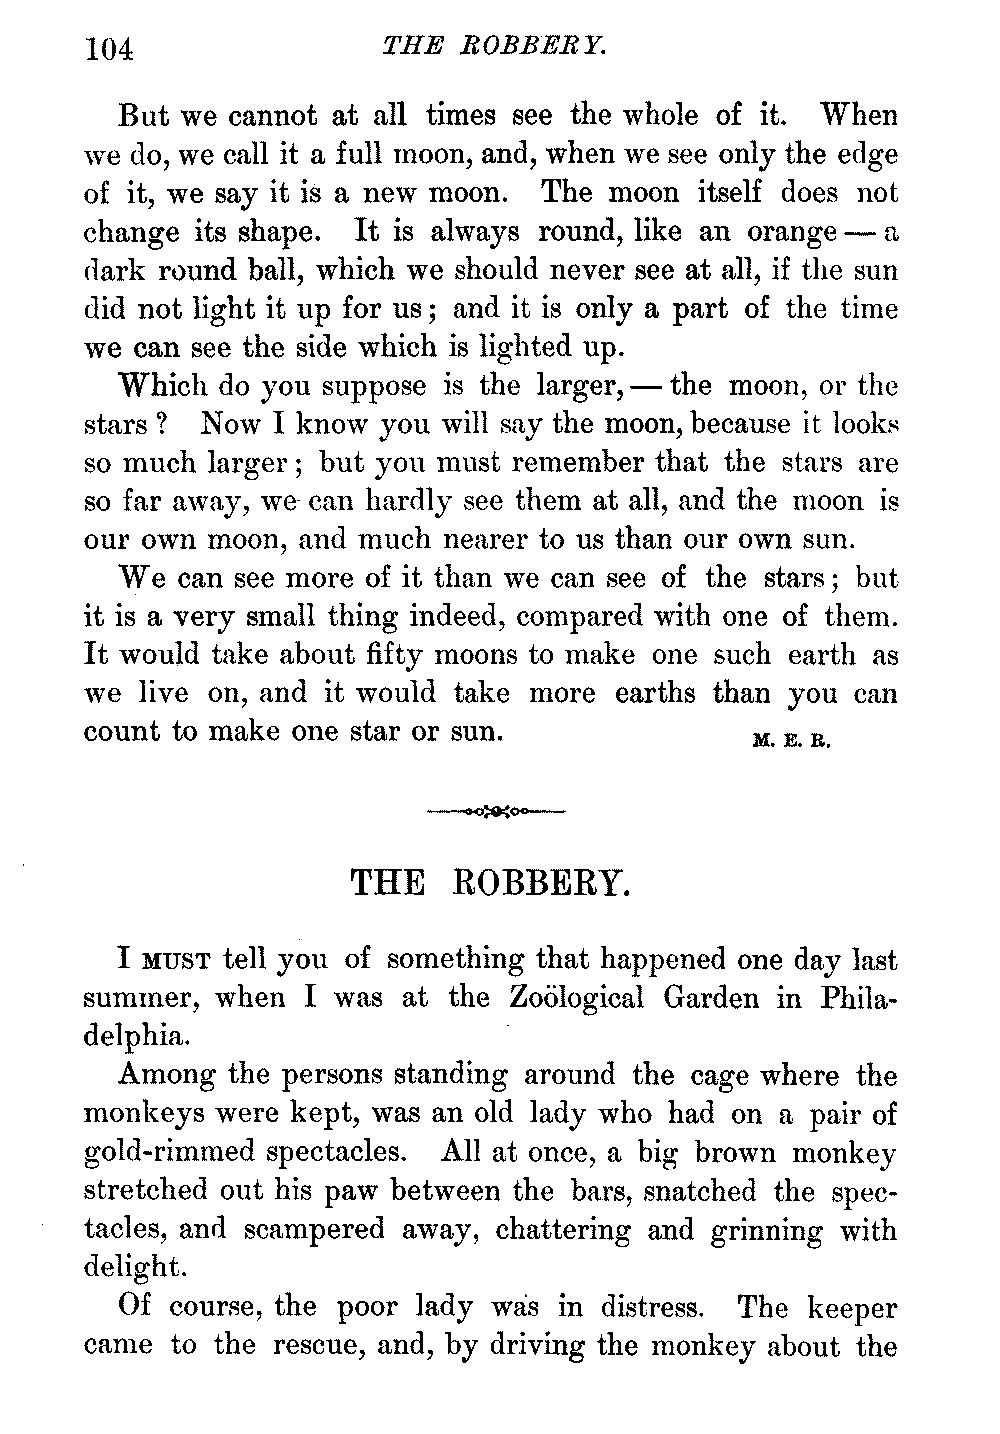 104 THE ROBBERY.
But we cannot at all times see the whole of it. When
we do, we call it a full moon, and, when we see only the edge
of it, we say it is a new moon. The moon itself does not
change its shape. It is always round, like an orange — a
dark round ball, which we should never see at all, if the sun
did not light it up for us; and it is only a part of the time
we can see the side which is lighted up.
Which do you suppose is the larger, — the moon, or the
stars? Now I know you will say the moon, because it looks
so much larger; but you must remember that the stars are
so far away, we can hardly see them at all, and the moon is
our own moon, and much nearer to us than our own sun.
We can see more of it than we can see of the stars; but
it is a very small thing indeed, compared with one of them.
It would take about fifty moons to make one such earth as
we live on, and it would take more earths than you can
count to make one star or sun. M. E. R.
THE ROBBERY.
I MUST tell you of something that happened one day last
summer, when I was at the Zoölogical Garden in Phila-
delphia.
Among the persons standing around the cage where the
monkeys were kept, was an old lady who had on a pair of
gold-rimmed spectacles. All at once, a big brown monkey
stretched out his paw between the bars, snatched the spec-
tacles, and scampered away, chattering and grinning with
delight.
Of course, the poor lady was in distress. The keeper
came to the rescue, and, by driving the monkey about the